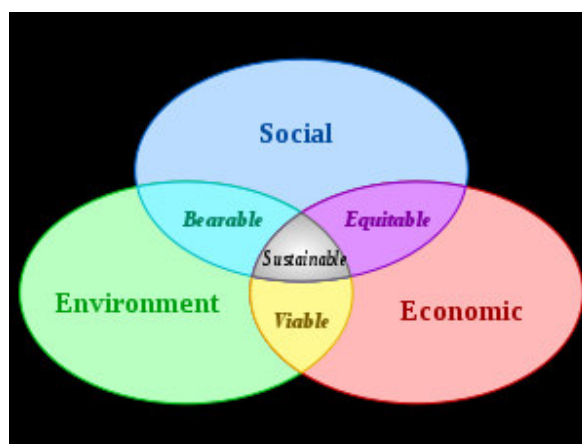 Social
Bearable
Equitable
Sustainable
Environment
Economic
Viable